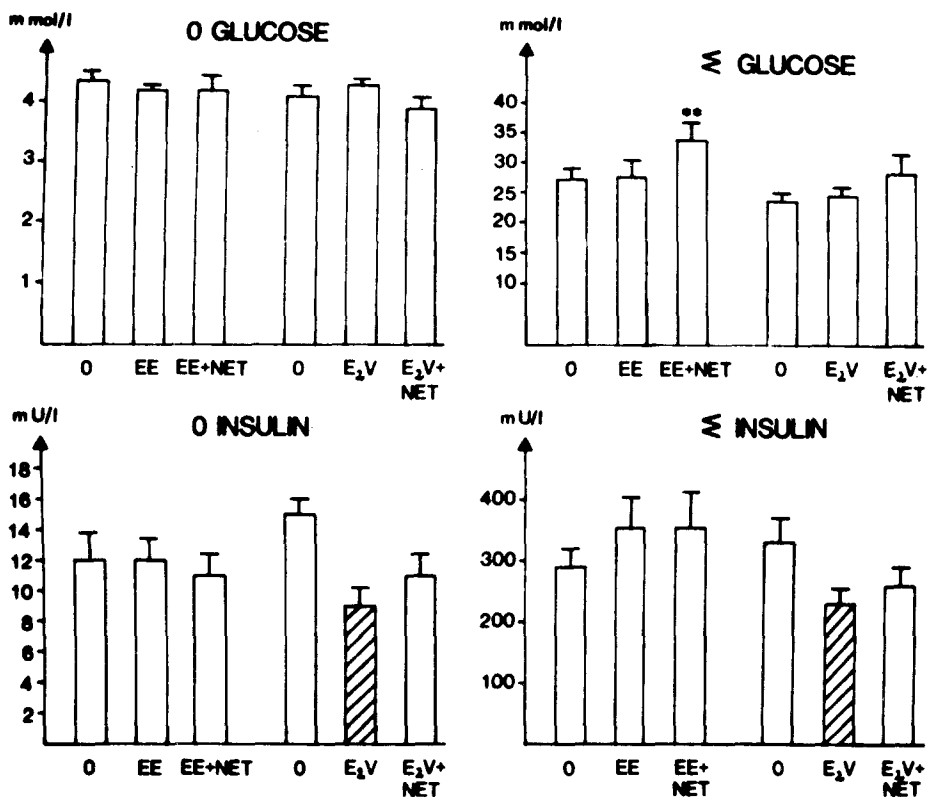 m mol/l
0 GLUCOSE
4
3
2
1
0 EE EE+NET 0 E₂V E₂V+
NET
m mol/l
Σ GLUCOSE
40
35
30
25
20
15
10
**
0 EE EE+NET 0 E₂V E₂V+
NET
m U/l
0 INSULIN
18
16
14
12
10
8
6
4
2
0 EE EE+NET 0 E₂V E₂V+
NET
m U/l
Σ INSULIN
400
300
200
100
0 EE EE+ 0 E₂V E₂V+
NET NET